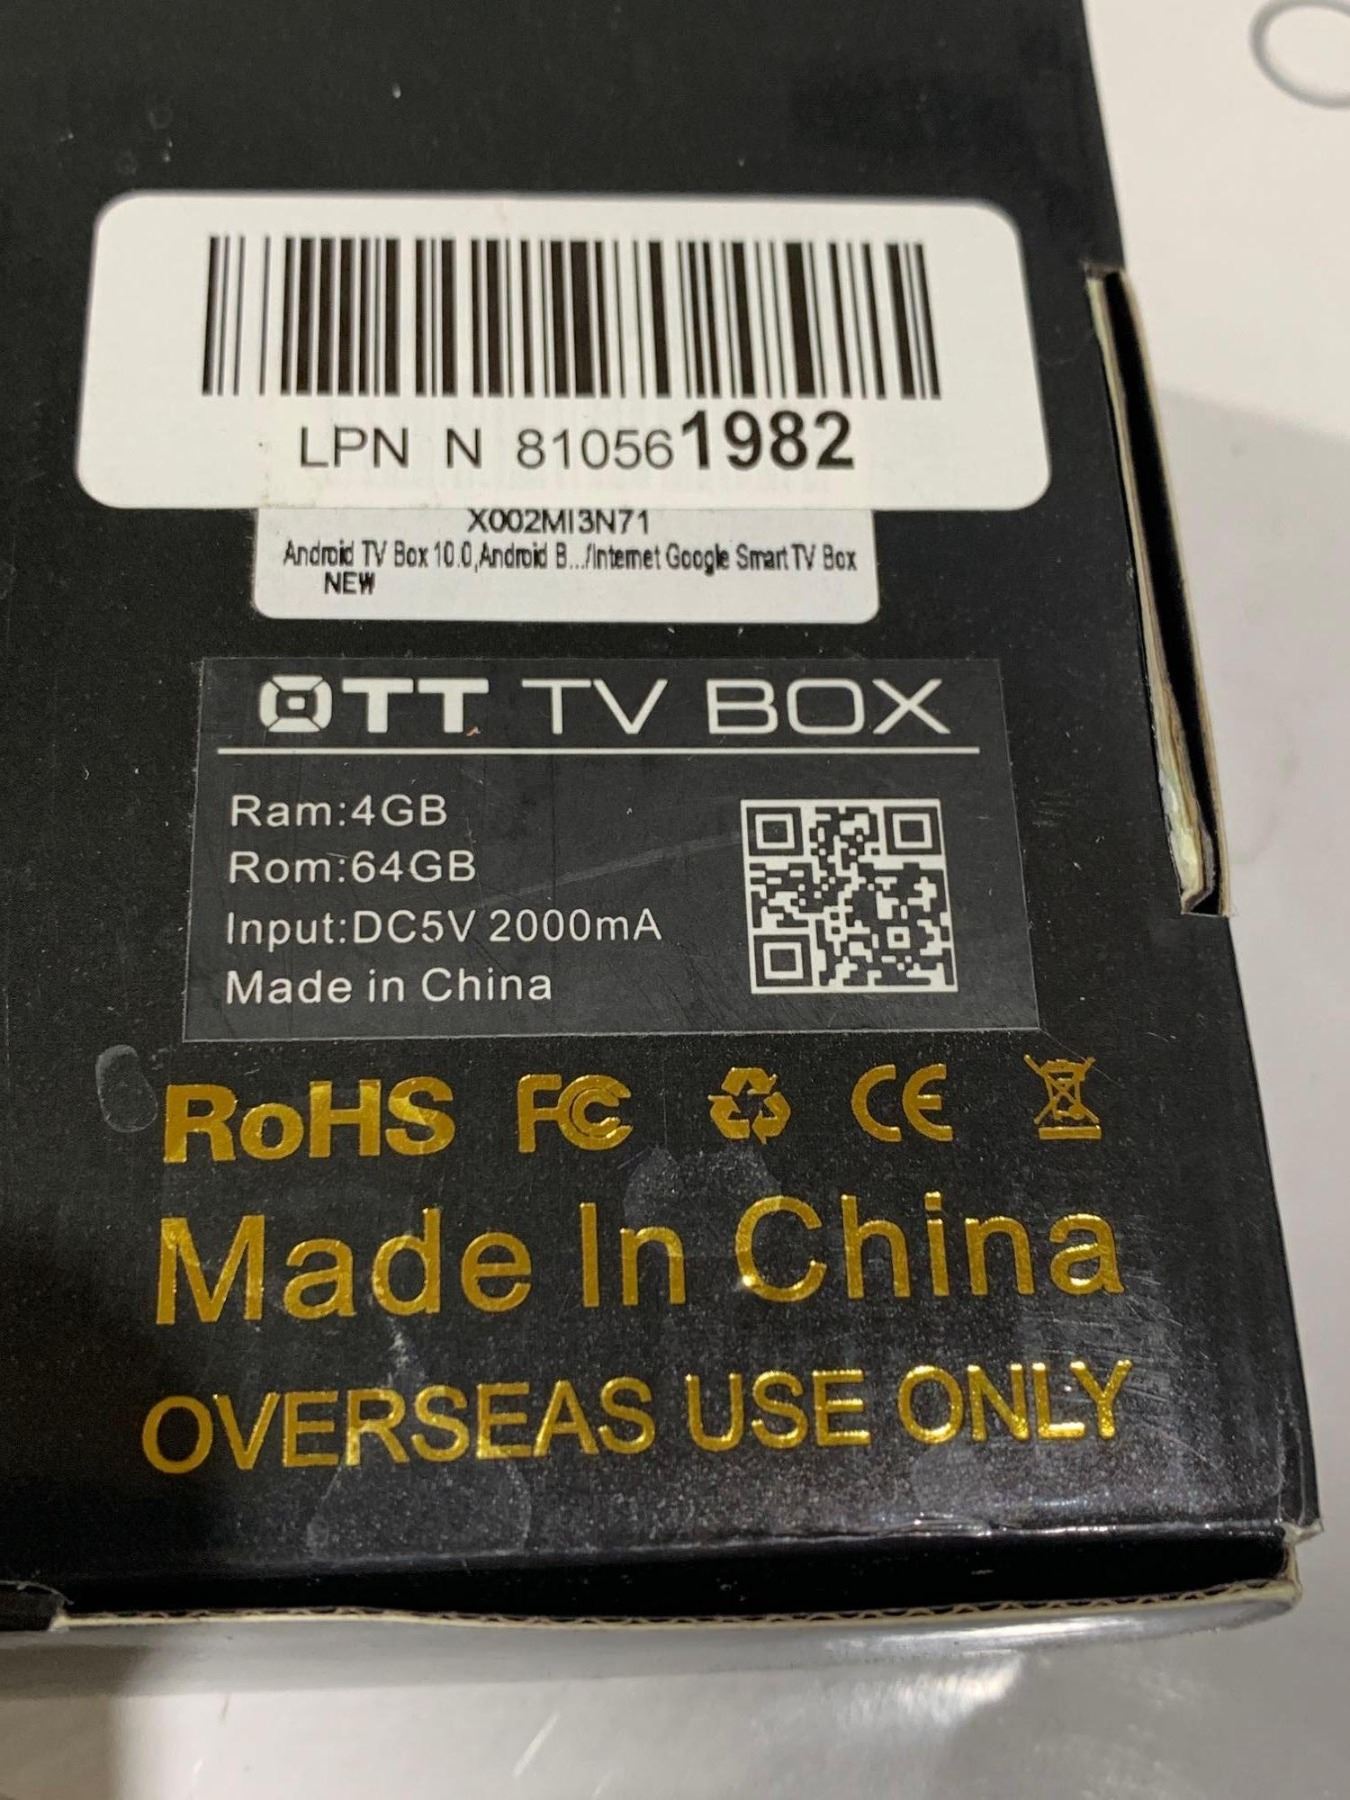 LPN N 810561982
X002MI3N71
Android TV Box 10.0,Android B.../Internet Google Smart TV Box
NEW
OTT TV BOX
Ram:4GB
Rom:64GB
Input:DC5V 2000mA
Made in China
RoHS FC CE
Made In China
OVERSEAS USE ONLY